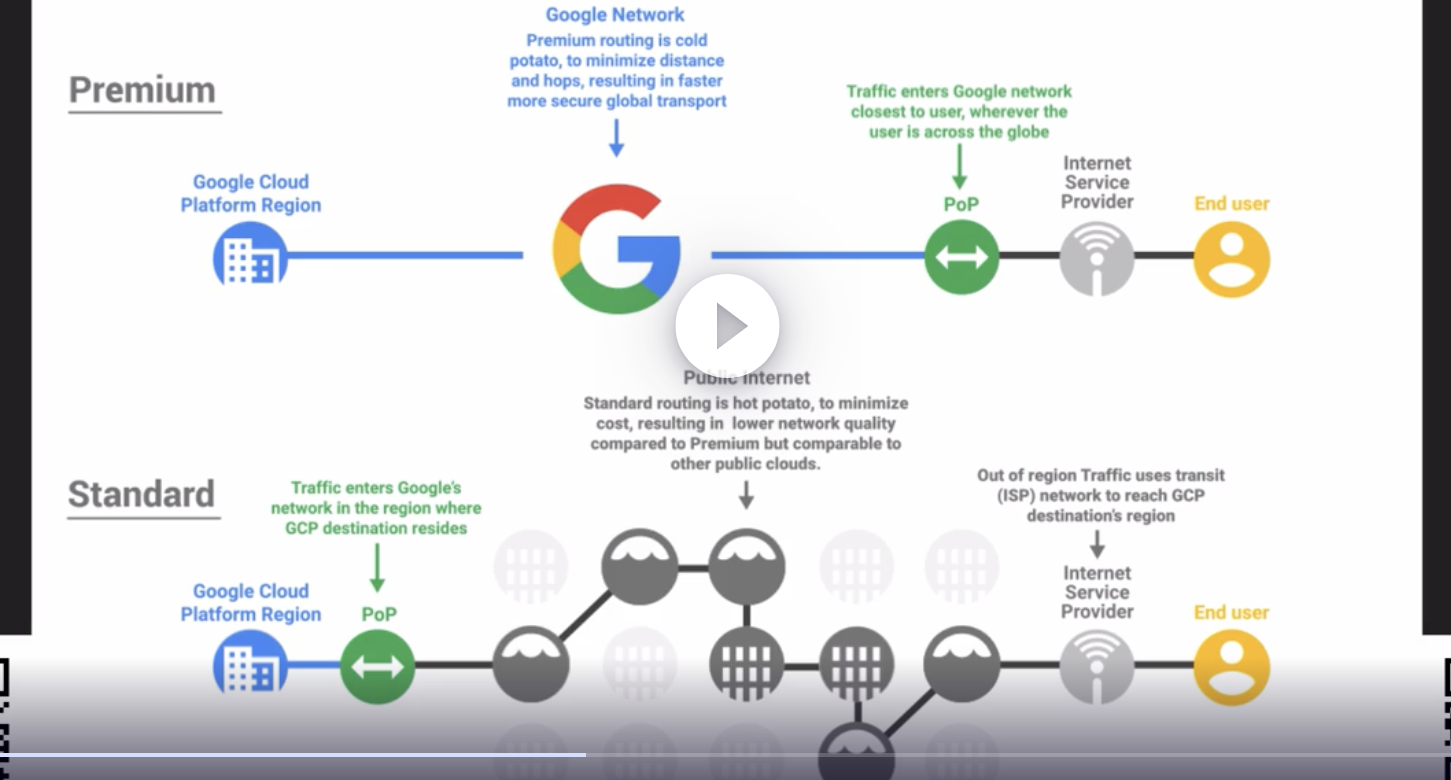 Google Network
Premium routing is cold
potato, to minimize distance
and hops, resulting in faster
more secure global transport
Premium
Traffic enters Google network
closest to user, wherever the
user is across the globe
Google Cloud
Platform Region
PoP
Internet
Service
Provider
End user
Public Internet
Standard routing is hot potato, to minimize
cost, resulting in lower network quality
compared to Premium but comparable to
other public clouds.
Standard
Traffic enters Google's
network in the region where
GCP destination resides
Out of region Traffic uses transit
(ISP) network to reach GCP
destination's region
Google Cloud
Platform Region
PoP
Internet
Service
Provider
End user